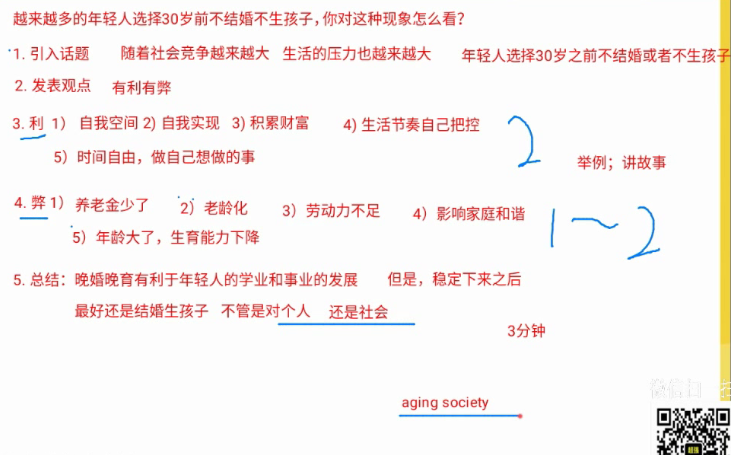 越来越多的年轻人选择30岁前不结婚不生孩子，你对这种现象怎么看？
1. 引入话题 随着社会竞争越来越大 生活的压力也越来越大 年轻人选择30岁之前不结婚或者不生孩子
2. 发表观点 有利有弊
3. 利 1） 自我空间 2) 自我实现 3) 积累财富 4) 生活节奏自己把控
5）时间自由，做自己想做的事
2
举例；讲故事
4. 弊 1） 养老金少了 2）老龄化 3）劳动力不足 4）影响家庭和谐
1～2
5）年龄大了，生育能力下降
5. 总结：晚婚晚育有利于年轻人的学业和事业的发展 但是，稳定下来之后
最好还是结婚生孩子 不管是对个人 还是社会
3分钟
aging society